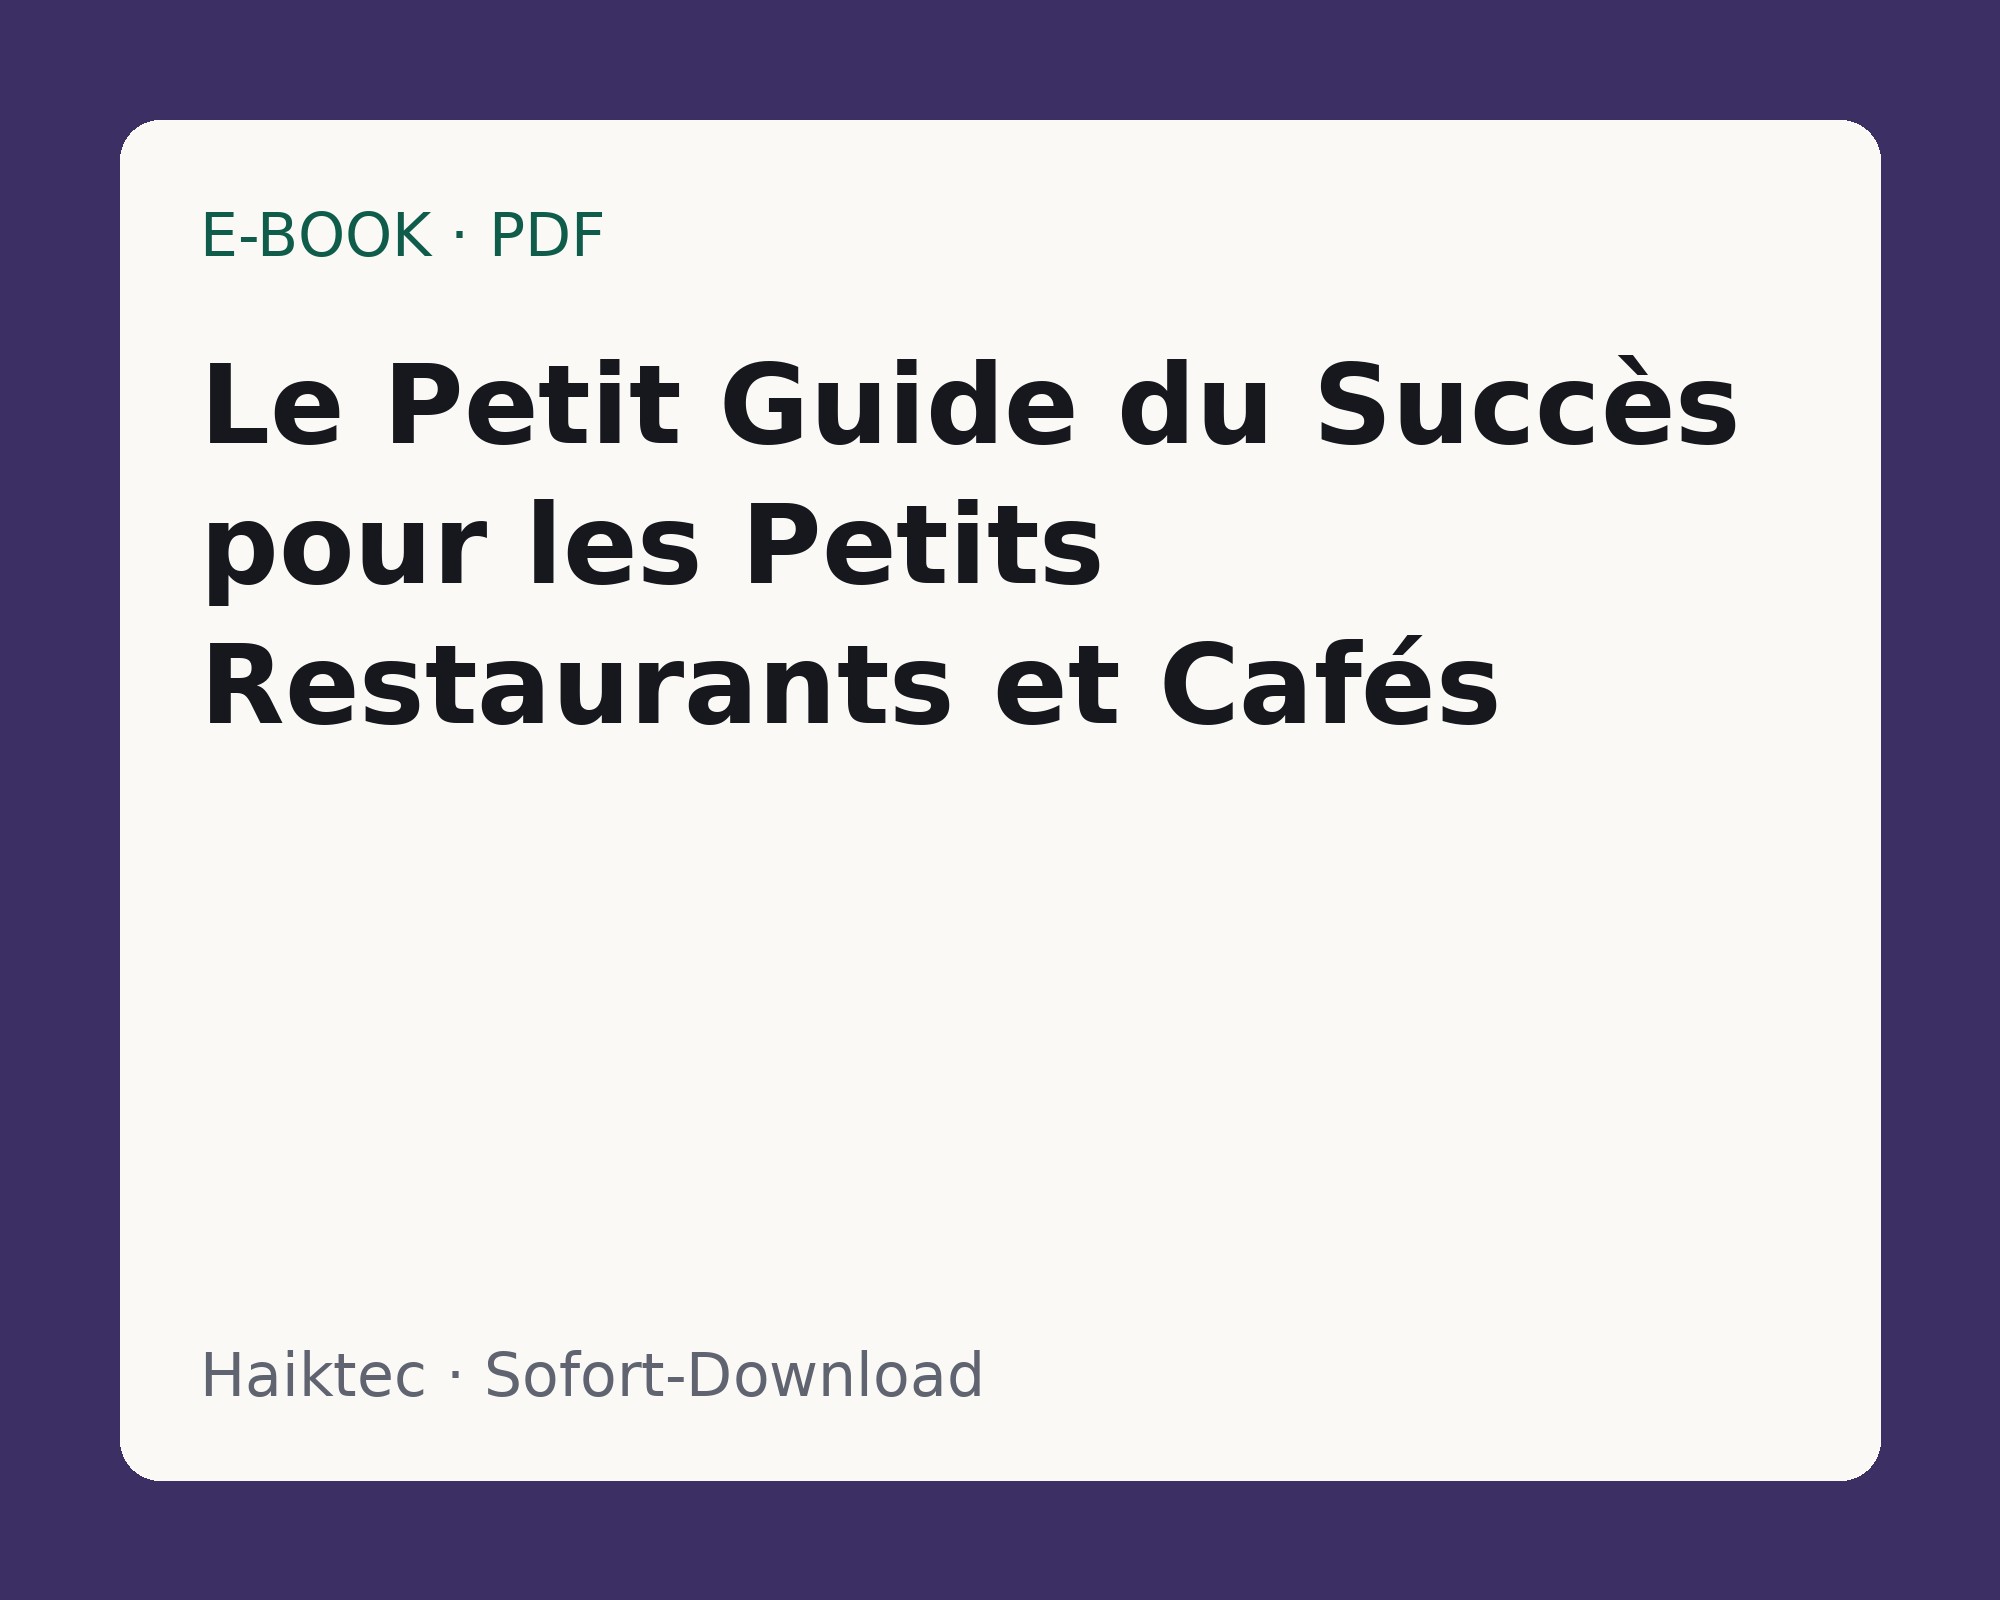 E-BOOK · PDF
Le Petit Guide du Succès
pour les Petits
Restaurants et Cafés
Haiktec · Sofort-Download